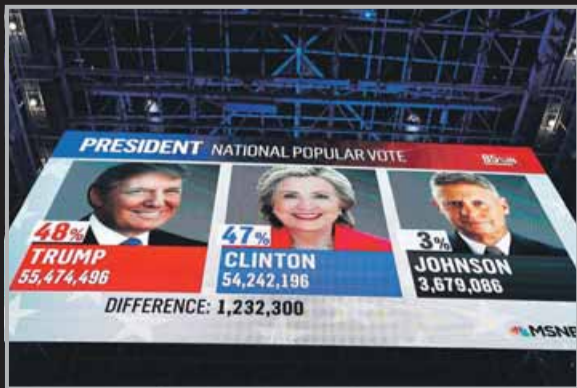 PRESIDENT NATIONAL POPULAR VOTE
48%
TRUMP
55,474,496
47%
CLINTON
54,242,196
3%
JOHNSON
3,679,086
DIFFERENCE: 1,232,300